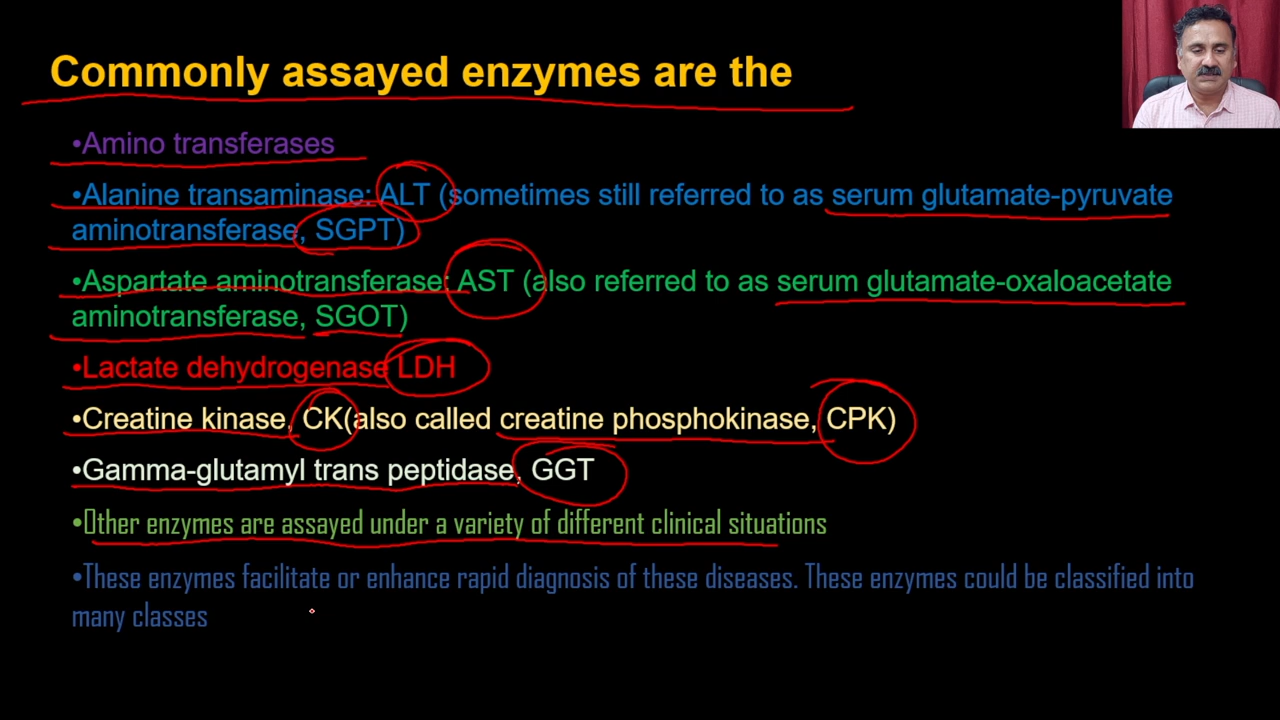 Commonly assayed enzymes are the
•Amino transferases
•Alanine transaminase: ALT (sometimes still referred to as serum glutamate-pyruvate
aminotransferase, SGPT)
•Aspartate aminotransferase: AST (also referred to as serum glutamate-oxaloacetate
aminotransferase, SGOT)
•Lactate dehydrogenase LDH
•Creatine kinase, CK(also called creatine phosphokinase, CPK)
•Gamma-glutamyl trans peptidase, GGT
•Other enzymes are assayed under a variety of different clinical situations
•These enzymes facilitate or enhance rapid diagnosis of these diseases. These enzymes could be classified into
many classes